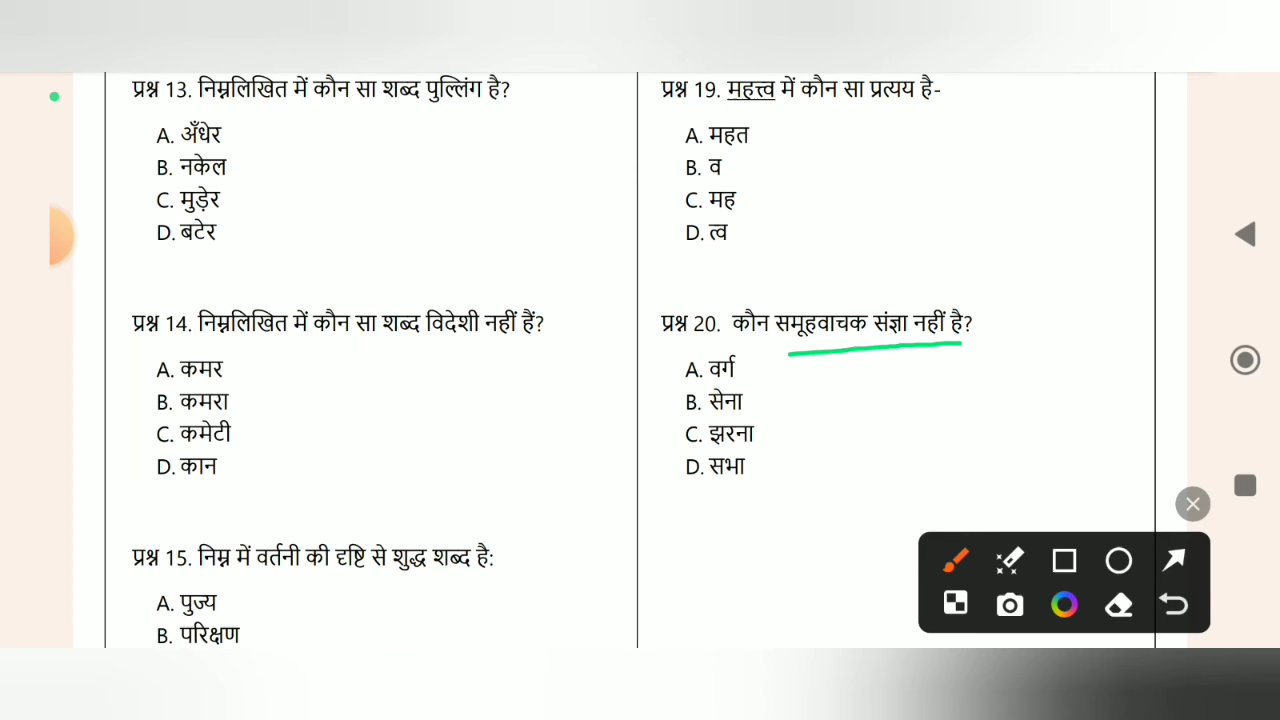 प्रश्न 13. निम्नलिखित में कौन सा शब्द पुल्लिंग है?
A. अँधेर
B. नकेल
C. मुड़ेर
D. बटेर
प्रश्न 14. निम्नलिखित में कौन सा शब्द विदेशी नहीं हैं?
A. कमर
B. कमरा
C. कमेटी
D. कान
प्रश्न 15. निम्न में वर्तनी की दृष्टि से शुद्ध शब्द है:
A. पुज्य
B. परिक्षण
प्रश्न 19. महत्त्व में कौन सा प्रत्यय है-
A. महत
B. व
C. मह
D. त्व
प्रश्न 20. कौन समूहवाचक संज्ञा नहीं है?
A. वर्ग
B. सेना
C. झरना
D. सभा